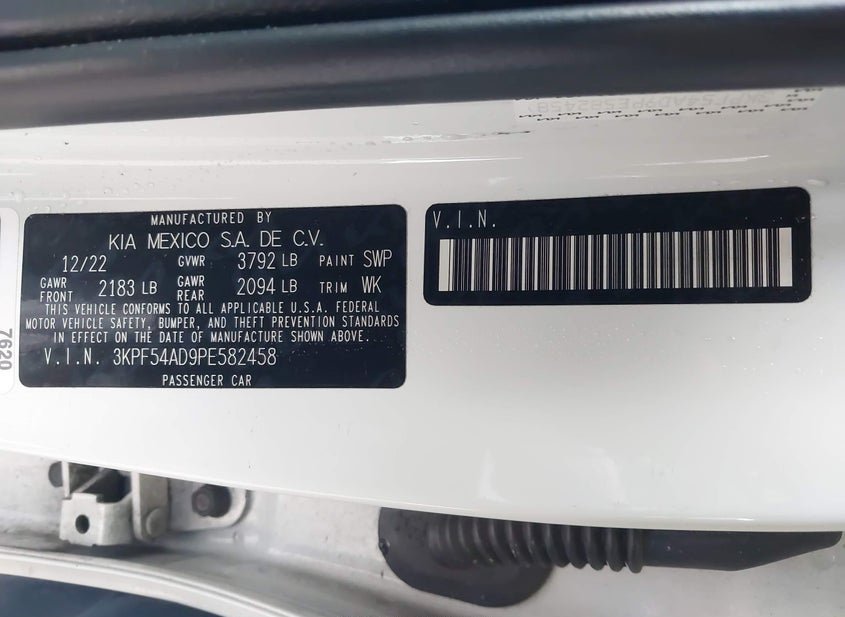 MANUFACTURED BY
KIA MEXICO S.A. DE C.V.
12/22 GVWR 3792 LB PAINT SWP
GAWR FRONT 2183 LB GAWR REAR 2094 LB TRIM WK
THIS VEHICLE CONFORMS TO ALL APPLICABLE U.S.A. FEDERAL
MOTOR VEHICLE SAFETY, BUMPER, AND THEFT PREVENTION STANDARDS
IN EFFECT ON THE DATE OF MANUFACTURE SHOWN ABOVE.
V.I.N. 3KPF54AD9PE582458
PASSENGER CAR
V.I.N.
7620